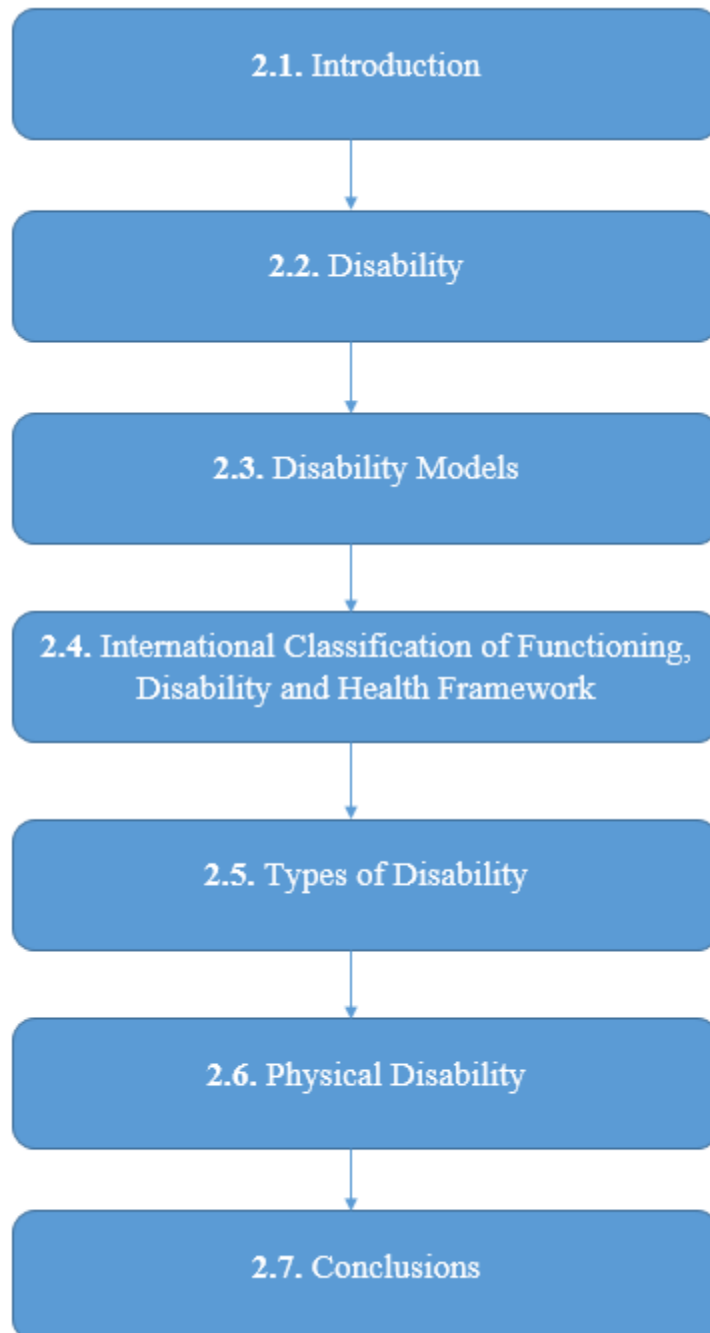 2.1. Introduction
2.2. Disability
2.3. Disability Models
2.4. International Classification of Functioning,
Disability and Health Framework
2.5. Types of Disability
2.6. Physical Disability
2.7. Conclusions